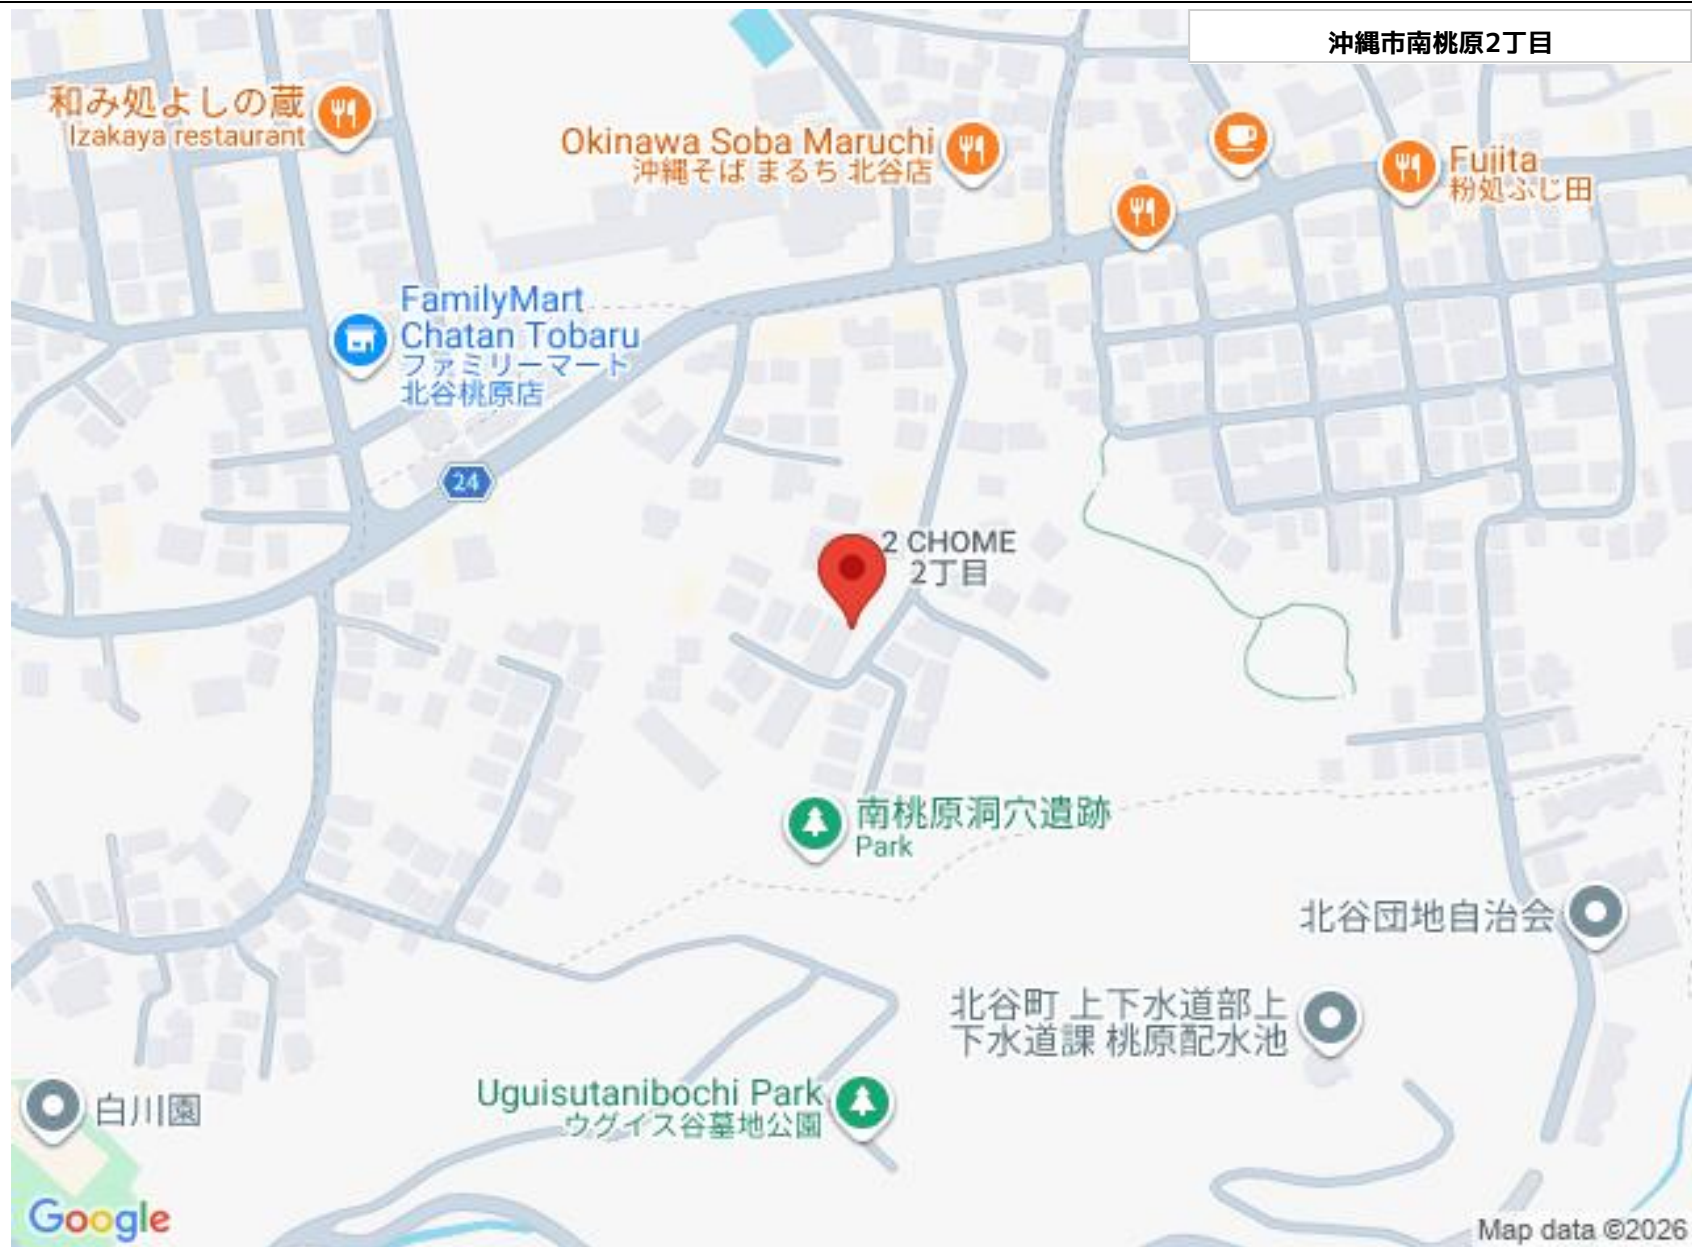 沖縄市南桃原2丁目
和み処よしの蔵
Izakaya restaurant
Okinawa Soba Maruchi
沖縄そば まるち 北谷店
Fujita
粉処ふじ田
FamilyMart
Chatan Tobaru
ファミリーマート
北谷桃原店
24
2 CHOME
2丁目
南桃原洞穴遺跡
Park
北谷団地自治会
北谷町 上下水道部上
下水道課 桃原配水池
Uguisutanibochi Park
ウグイス谷墓地公園
白川園
Google
Map data ©2026